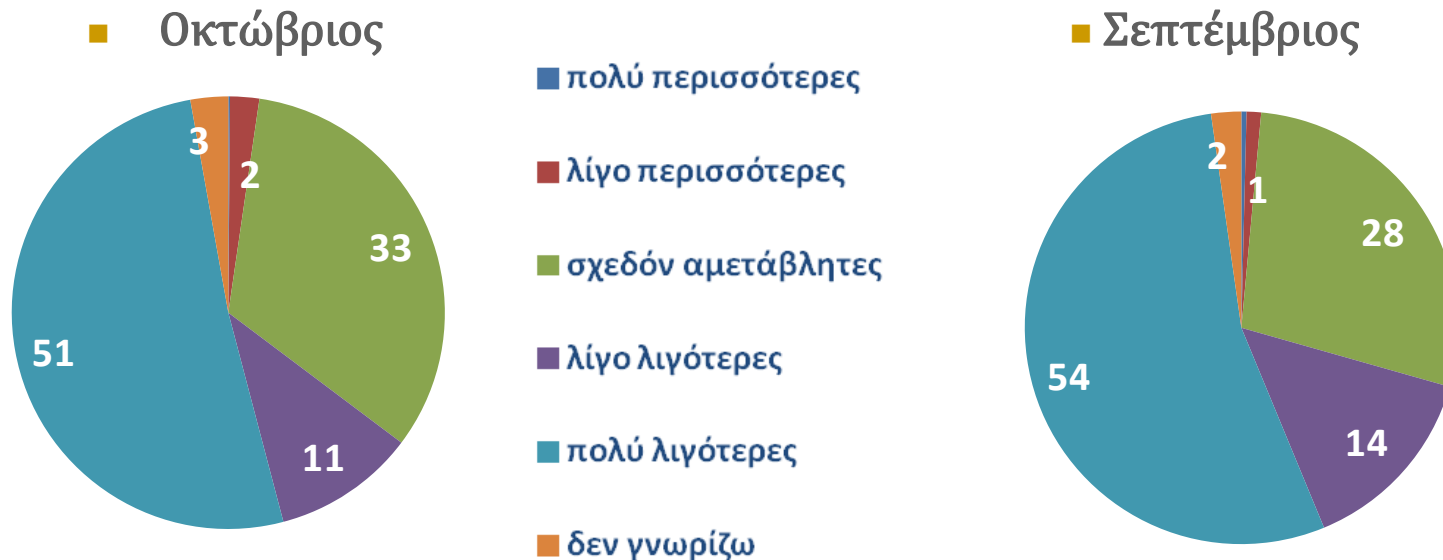 Οκτώβριος
3
2
33
51
11
πολύ περισσότερες
λίγο περισσότερες
σχεδόν αμετάβλητες
λίγο λιγότερες
πολύ λιγότερες
δεν γνωρίζω
Σεπτέμβριος
2
1
28
54
14